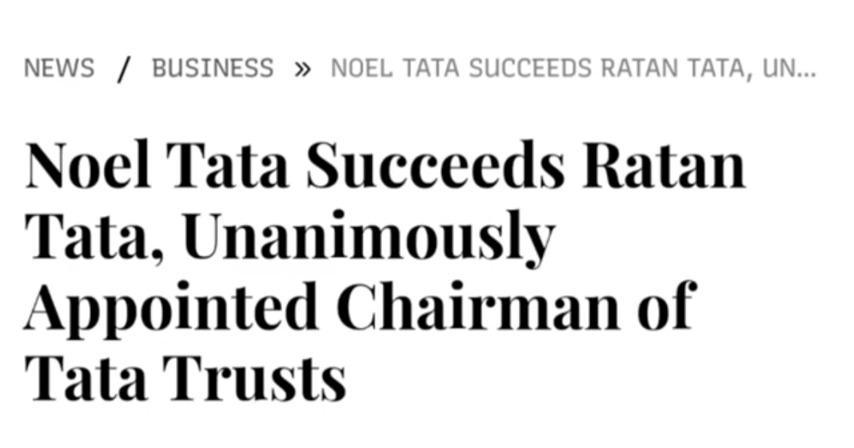 NEWS / BUSINESS » NOEL TATA SUCCEEDS RATAN TATA, UN...
Noel Tata Succeeds Ratan
Tata, Unanimously
Appointed Chairman of
Tata Trusts